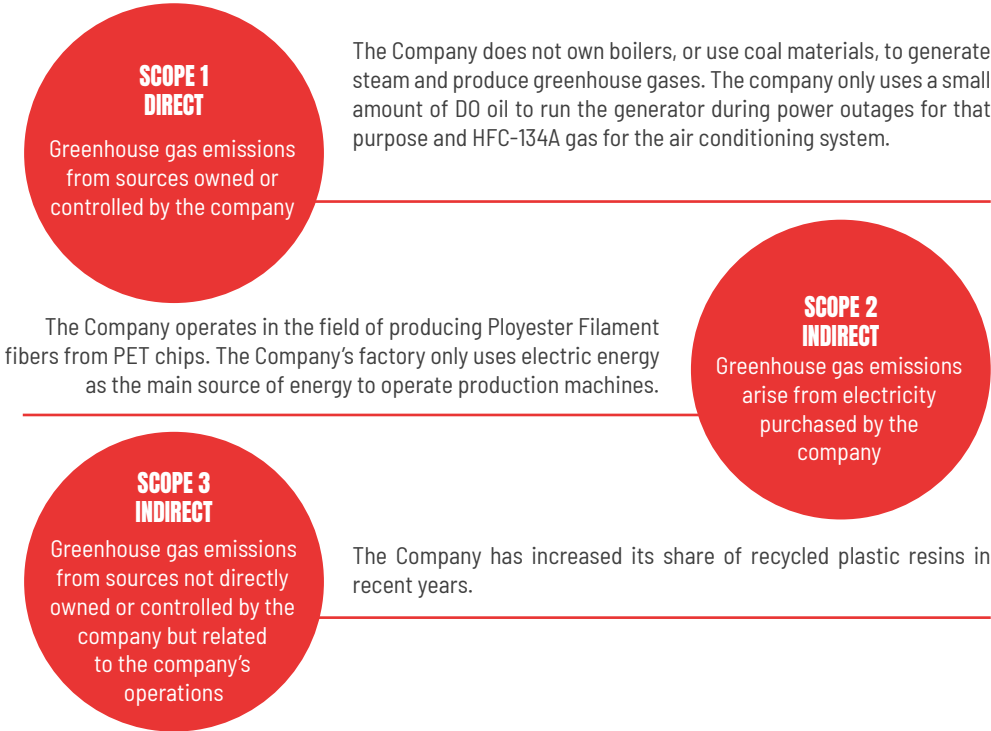 SCOPE 1
DIRECT
Greenhouse gas emissions
from sources owned or
controlled by the company
The Company does not own boilers, or use coal materials, to generate
steam and produce greenhouse gases. The company only uses a small
amount of DO oil to run the generator during power outages for that
purpose and HFC-134A gas for the air conditioning system.
The Company operates in the field of producing Ployester Filament
fibers from PET chips. The Company's factory only uses electric energy
as the main source of energy to operate production machines.
SCOPE 2
INDIRECT
Greenhouse gas emissions
arise from electricity
purchased by the
company
SCOPE 3
INDIRECT
Greenhouse gas emissions
from sources not directly
owned or controlled by the
company but related
to the company's
operations
The Company has increased its share of recycled plastic resins in
recent years.